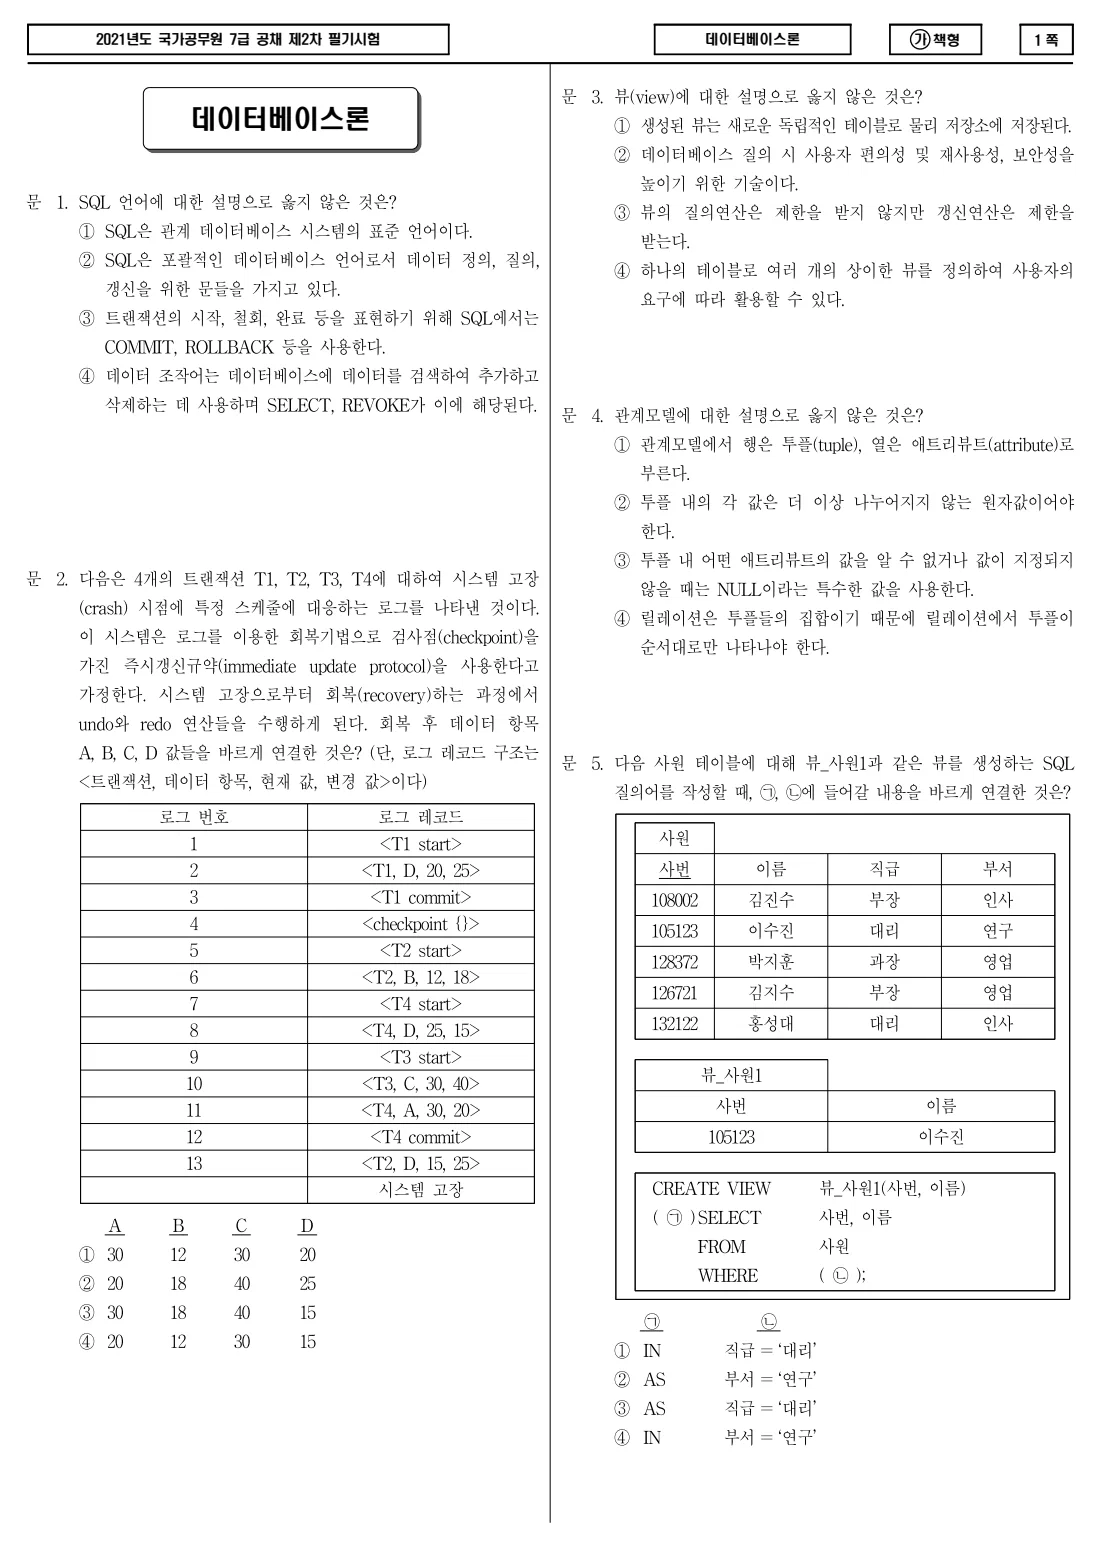 2021년도 국가공무원 7급 공채 제2차 필기시험
데이터베이스론
㉮ 책형
1 쪽
데이터베이스론
문 1. SQL 언어에 대한 설명으로 옳지 않은 것은?
① SQL은 관계 데이터베이스 시스템의 표준 언어이다.
② SQL은 포괄적인 데이터베이스 언어로서 데이터 정의, 질의,
갱신을 위한 문들을 가지고 있다.
③ 트랜잭션의 시작, 철회, 완료 등을 표현하기 위해 SQL에서는
COMMIT, ROLLBACK 등을 사용한다.
④ 데이터 조작어는 데이터베이스에 데이터를 검색하여 추가하고
삭제하는 데 사용하며 SELECT, REVOKE가 이에 해당된다.
문 2. 다음은 4개의 트랜잭션 T1, T2, T3, T4에 대하여 시스템 고장
(crash) 시점에 특정 스케줄에 대응하는 로그를 나타낸 것이다.
이 시스템은 로그를 이용한 회복기법으로 검사점(checkpoint)을
가진 즉시갱신규약(immediate update protocol)을 사용한다고
가정한다. 시스템 고장으로부터 회복(recovery)하는 과정에서
undo와 redo 연산들을 수행하게 된다. 회복 후 데이터 항목
A, B, C, D 값들을 바르게 연결한 것은? (단, 로그 레코드 구조는
<트랜잭션, 데이터 항목, 현재 값, 변경 값>이다)
로그 번호 로그 레코드
1 <T1 start>
2 <T1, D, 20, 25>
3 <T1 commit>
4 <checkpoint {}>
5 <T2 start>
6 <T2, B, 12, 18>
7 <T4 start>
8 <T4, D, 25, 15>
9 <T3 start>
10 <T3, C, 30, 40>
11 <T4, A, 30, 20>
12 <T4 commit>
13 <T2, D, 15, 25>
시스템 고장
A B C D
① 30 12 30 20
② 20 18 40 25
③ 30 18 40 15
④ 20 12 30 15
문 3. 뷰(view)에 대한 설명으로 옳지 않은 것은?
① 생성된 뷰는 새로운 독립적인 테이블로 물리 저장소에 저장된다.
② 데이터베이스 질의 시 사용자 편의성 및 재사용성, 보안성을
높이기 위한 기술이다.
③ 뷰의 질의연산은 제한을 받지 않지만 갱신연산은 제한을
받는다.
④ 하나의 테이블로 여러 개의 상이한 뷰를 정의하여 사용자의
요구에 따라 활용할 수 있다.
문 4. 관계모델에 대한 설명으로 옳지 않은 것은?
① 관계모델에서 행은 투플(tuple), 열은 애트리뷰트(attribute)로
부른다.
② 투플 내의 각 값은 더 이상 나누어지지 않는 원자값이어야
한다.
③ 투플 내 어떤 애트리뷰트의 값을 알 수 없거나 값이 지정되지
않을 때는 NULL이라는 특수한 값을 사용한다.
④ 릴레이션은 투플들의 집합이기 때문에 릴레이션에서 투플이
순서대로만 나타나야 한다.
문 5. 다음 사원 테이블에 대해 뷰_사원1과 같은 뷰를 생성하는 SQL
질의어를 작성할 때, ㉠, ㉡에 들어갈 내용을 바르게 연결한 것은?
사원
사번 이름 직급 부서
108002 김진수 부장 인사
105123 이수진 대리 연구
128372 박지훈 과장 영업
126721 김지수 부장 영업
132122 홍성대 대리 인사
뷰_사원1
사번 이름
105123 이수진
CREATE VIEW 뷰_사원1(사번, 이름)
( ㉠ )SELECT 사번, 이름
FROM 사원
WHERE ( ㉡ );
㉠ ㉡
① IN 직급 = ‘대리’
② AS 부서 = ‘연구’
③ AS 직급 = ‘대리’
④ IN 부서 = ‘연구’